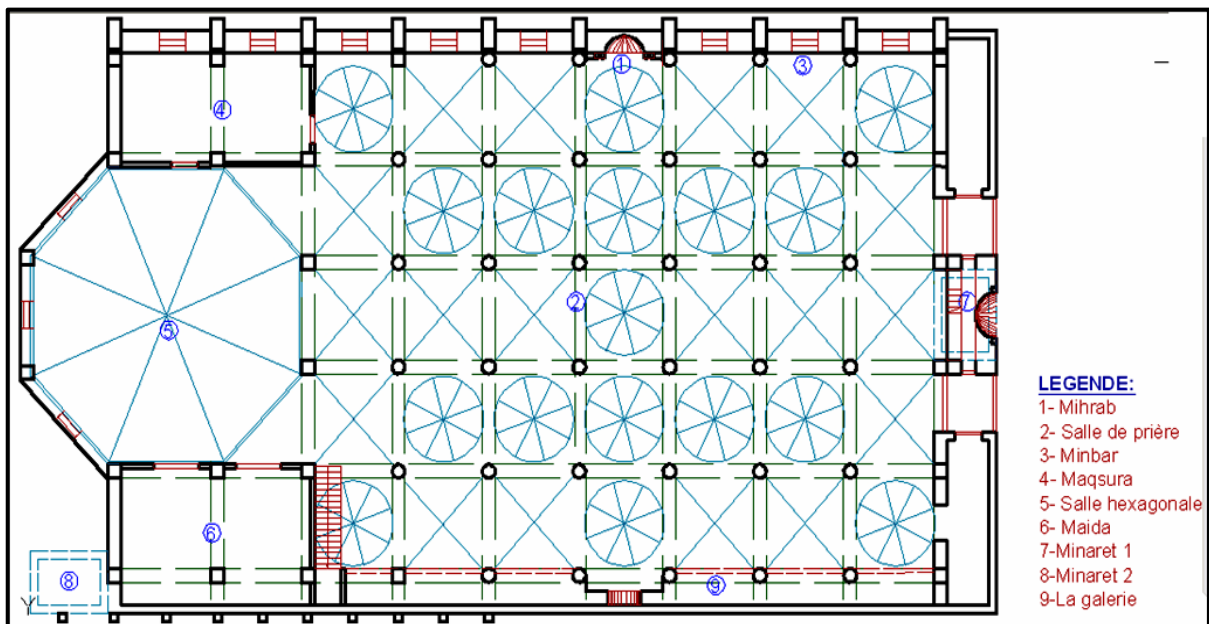 1
3
4
2
7
5
6
8
9
Y
LEGENDE:
1- Mihrab
2- Salle de prière
3- Minbar
4- Maqsura
5- Salle hexagonale
6- Maida
7-Minaret 1
8-Minaret 2
9-La galerie